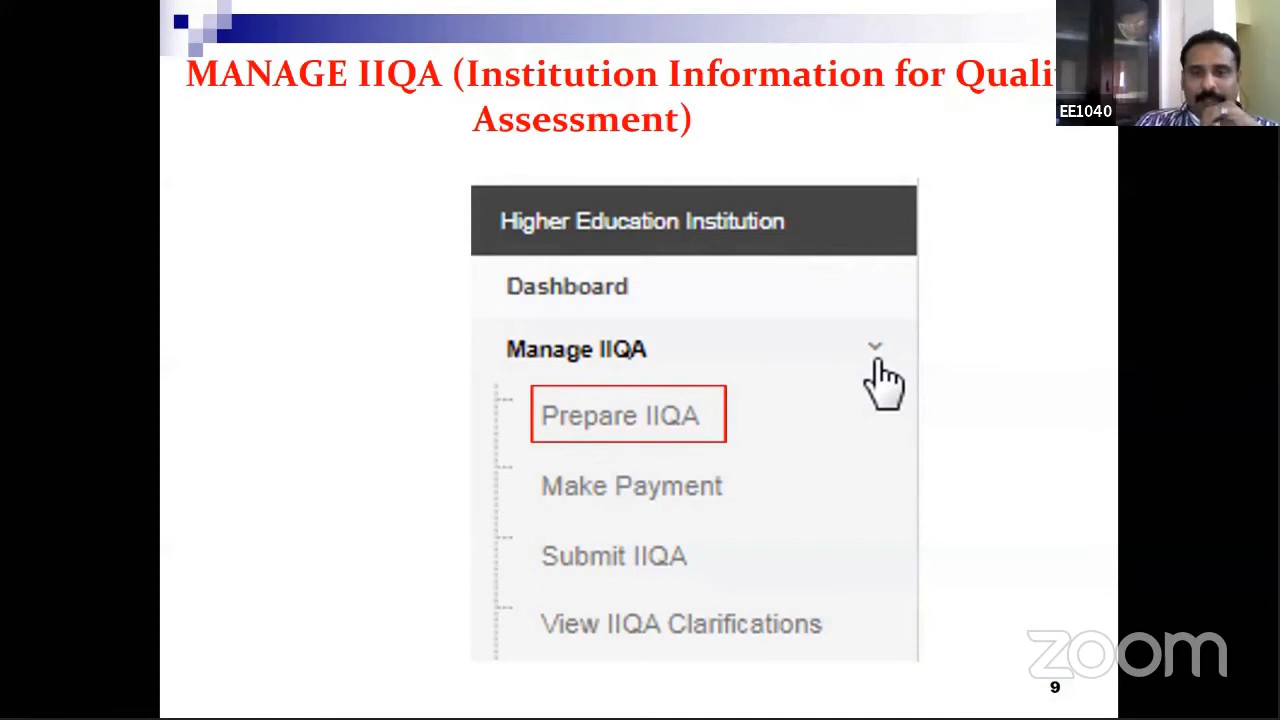 MANAGE IIQA (Institution Information for Quali
Assessment)
EE1040
Higher Education Institution
Dashboard
Manage IIQA
Prepare IIQA
Make Payment
Submit IIQA
View IIQA Clarifications
zoom
9